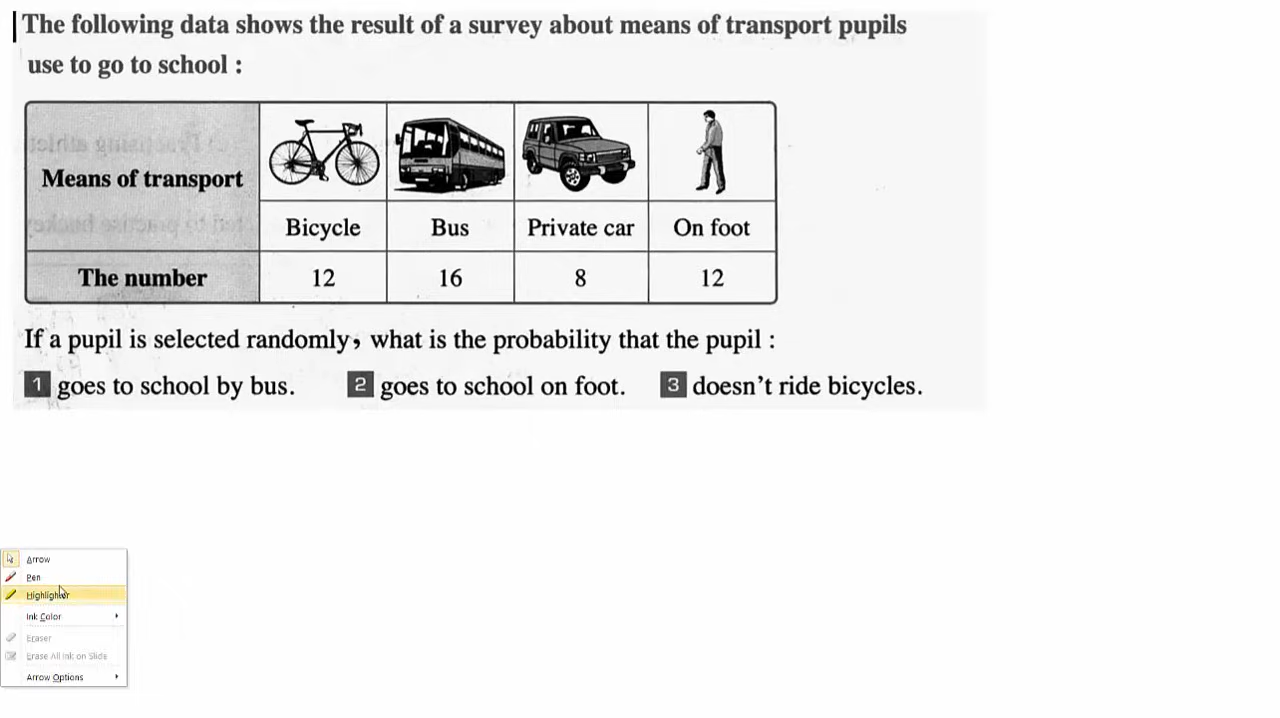 The following data shows the result of a survey about means of transport pupils
use to go to school :
Means of transport
Bicycle Bus Private car On foot
The number 12 16 8 12
If a pupil is selected randomly, what is the probability that the pupil :
1 goes to school by bus. 2 goes to school on foot. 3 doesn't ride bicycles.
Arrow
Pen
Highlighter
Ink Color
Eraser
Erase All Ink on Slide
Arrow Options